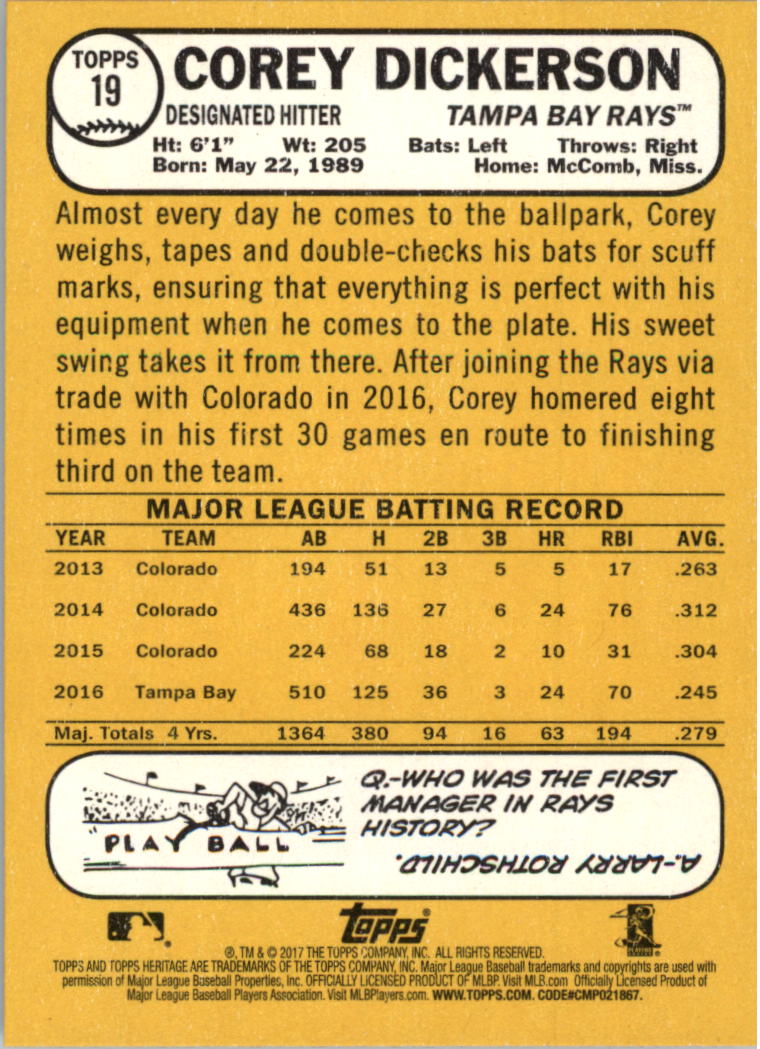 TOPPS
19
COREY DICKERSON
DESIGNATED HITTER TAMPA BAY RAYS™
Ht: 6'1" Wt: 205 Bats: Left Throws: Right
Born: May 22, 1989 Home: McComb, Miss.
Almost every day he comes to the ballpark, Corey
weighs, tapes and double-checks his bats for scuff
marks, ensuring that everything is perfect with his
equipment when he comes to the plate. His sweet
swing takes it from there. After joining the Rays via
trade with Colorado in 2016, Corey homered eight
times in his first 30 games en route to finishing
third on the team.
MAJOR LEAGUE BATTING RECORD
YEAR TEAM AB H 2B 3B HR RBI AVG.
2013 Colorado 194 51 13 5 5 17 .263
2014 Colorado 436 136 27 6 24 76 .312
2015 Colorado 224 68 18 2 10 31 .304
2016 Tampa Bay 510 125 36 3 24 70 .245
Maj. Totals 4 Yrs. 1364 380 94 16 63 194 .279
PLAY BALL
Q.-WHO WAS THE FIRST
MANAGER IN RAYS
HISTORY?
A.-LARRY ROTHSCHILD.
topps®
®, TM & © 2017 THE TOPPS COMPANY, INC. ALL RIGHTS RESERVED.
TOPPS AND TOPPS HERITAGE ARE TRADEMARKS OF THE TOPPS COMPANY, INC. Major League Baseball trademarks and copyrights are used with
permission of Major League Baseball Properties, Inc. OFFICIALLY LICENSED PRODUCT OF MLBP. Visit MLB.com Officially Licensed Product of
Major League Baseball Players Association. Visit MLBPlayers.com. WWW.TOPPS.COM. CODE#CMP021867.